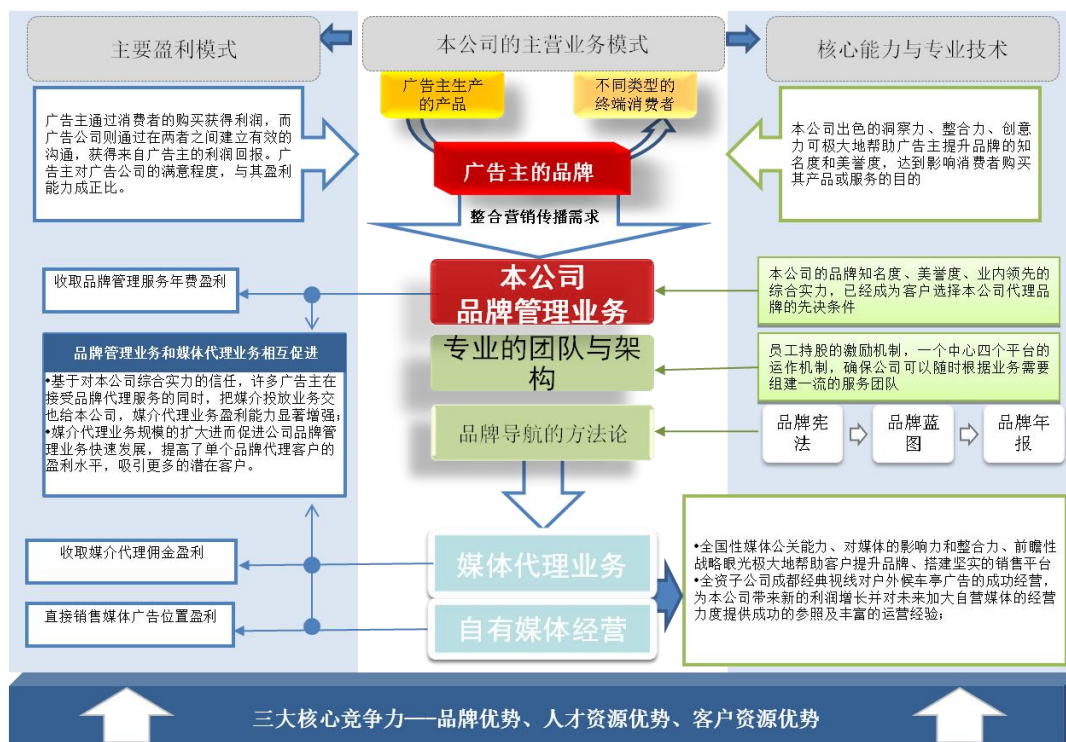 主要盈利模式
本公司的主营业务模式
核心能力与专业技术
广告主生产
的产品
不同类型的
终端消费者
广告主通过消费者的购买获得利润，而
广告公司则通过在两者之间建立有效的
沟通，获得来自广告主的利润回报。广
告主对广告公司的满意程度，与其盈利
能力成正比。
广告主的品牌
整合营销传播需求
本公司出色的洞察力、整合力、创意
力可极大地帮助广告主提升品牌的知
名度和美誉度，达到影响消费者购买
其产品或服务的目的
收取品牌管理服务年费盈利
本公司
品牌管理业务
本公司的品牌知名度、美誉度、业内领先的
综合实力，已经成为客户选择本公司代理品
牌的先决条件
品牌管理业务和媒体代理业务相互促进
•基于对本公司综合实力的信任，许多广告主在
接受品牌代理服务的同时，把媒介投放业务交
也给本公司，媒介代理业务盈利能力显著增强；
•媒介代理业务规模的扩大进而促进公司品牌管
理业务快速发展，提高了单个品牌代理客户的
盈利水平，吸引更多的潜在客户。
专业的团队与架
构
员工持股的激励机制，一个中心四个平台的
运作机制，确保公司可以随时根据业务需要
组建一流的服务团队
品牌导航的方法论
品牌宪
法
品牌蓝
图
品牌年
报
收取媒介代理佣金盈利
媒体代理业务
直接销售媒体广告位置盈利
自有媒体经营
•全国性媒体公关能力、对媒体的影响力和整合力、前瞻性
战略眼光极大地帮助客户提升品牌、搭建坚实的销售平台
•全资子公司成都经典视线对户外候车亭广告的成功经营，
为本公司带来新的利润增长并对未来加大自营媒体的经营
力度提供成功的参照及丰富的运营经验；
三大核心竞争力——品牌优势、人才资源优势、客户资源优势